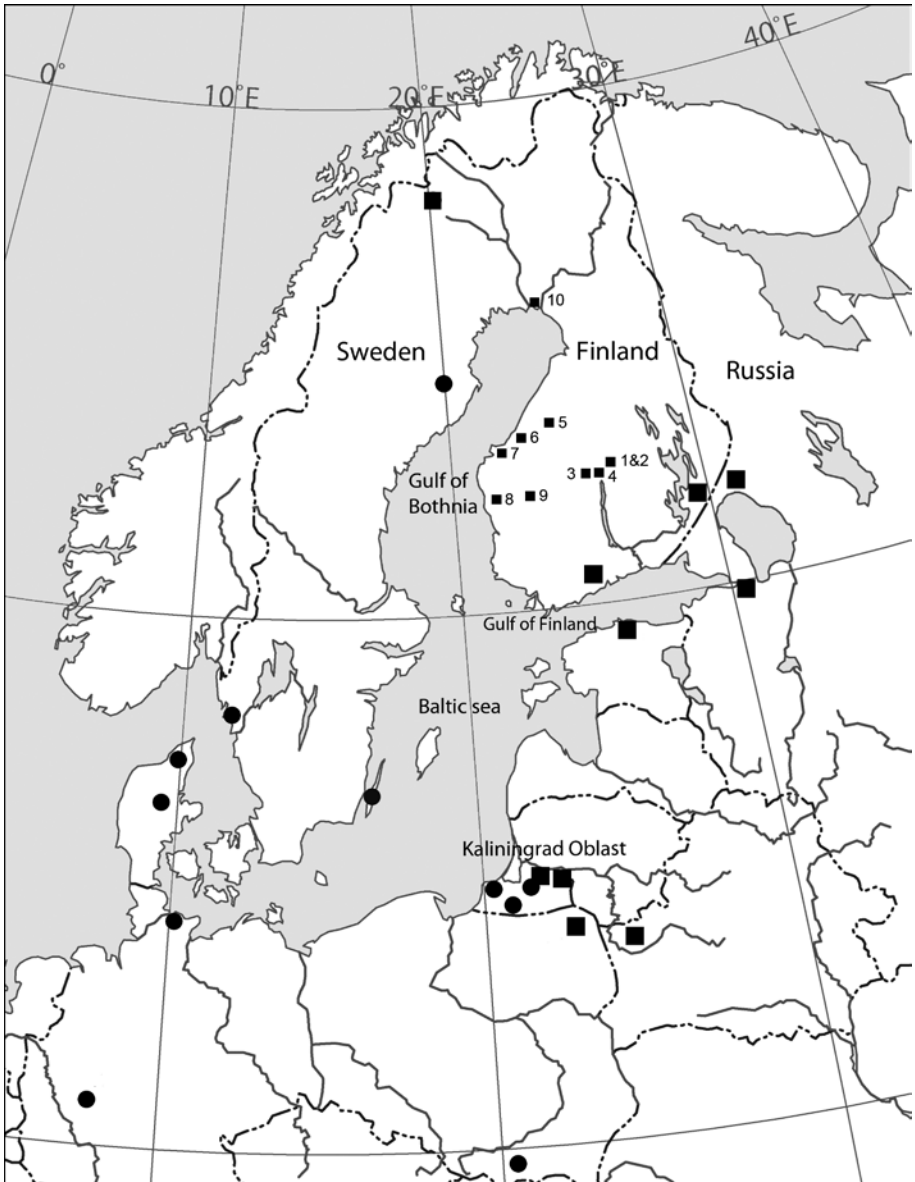 40°E
0°
30°E
10°E
20°E
10
Sweden
Finland
Russia
5
6
7
1&2
3
4
Gulf of
Bothnia
8
9
Gulf of Finland
Baltic sea
Kaliningrad Oblast